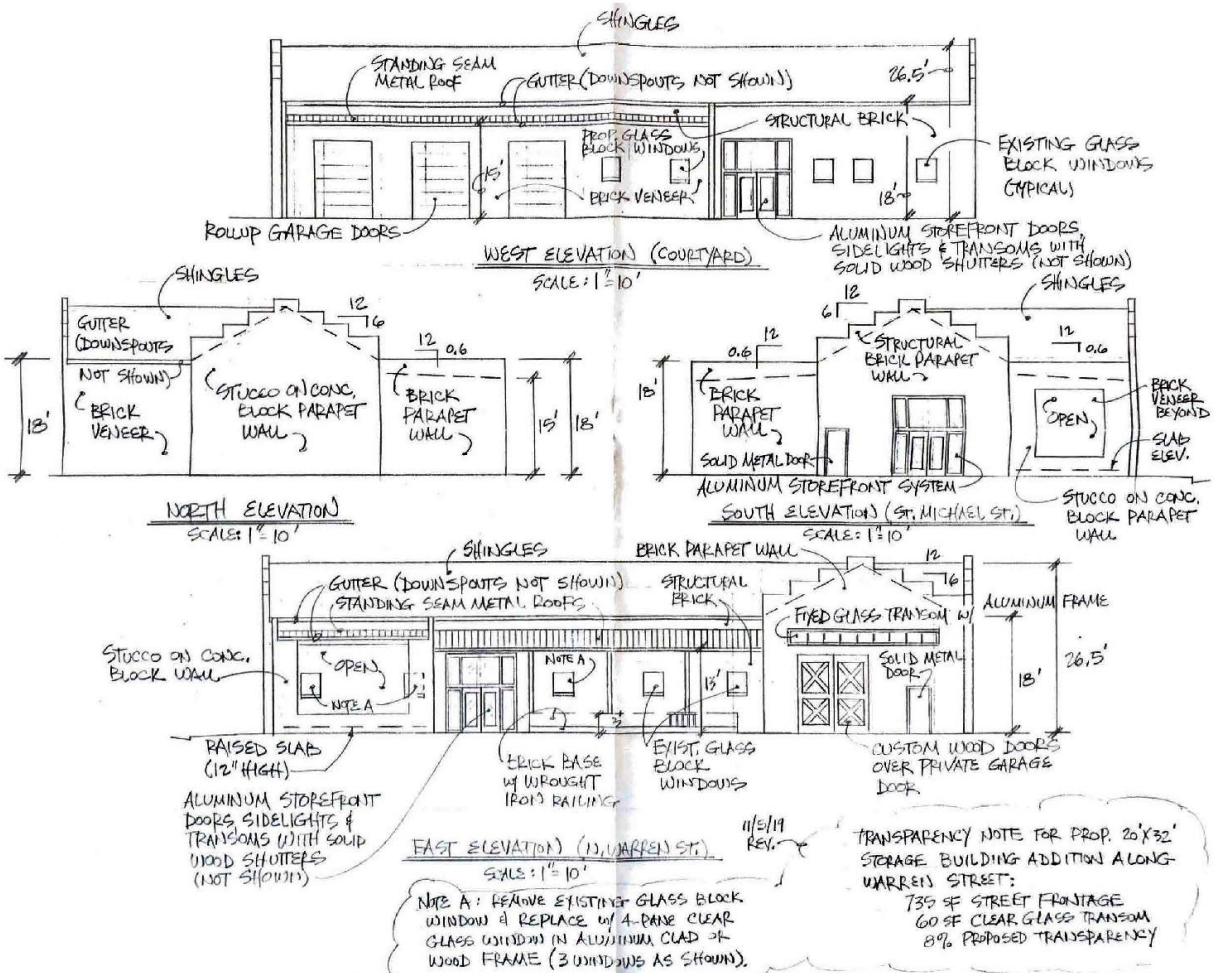 SHINGLES
STANDING SEAM
METAL ROOF
GUTTER (DOWNSPOUTS NOT SHOWN)
26.5'
STRUCTURAL BRICK
PROP. GLASS
BLOCK WINDOWS
EXISTING GLASS
BLOCK WINDOWS
(TYPICAL)
15'
BRICK VENEER
18'
ROLLUP GARAGE DOORS
ALUMINUM STOREFRONT DOORS,
SIDELIGHTS & TRANSOMS WITH
SOLID WOOD SHUTTERS (NOT SHOWN)
WEST ELEVATION (COURTYARD)
SCALE: 1"=10'
SHINGLES
12
6
GUTTER
(DOWNSPOUTS
NOT SHOWN)
12
0.6
STUCCO ON CONC.
BLOCK PARAPET
WALL
BRICK
VENEER
BRICK
PARAPET
WALL
18'
15'
18'
NORTH ELEVATION
SCALE: 1"=10'
12
6
SHINGLES
12
0.6
STRUCTURAL
BRICK PARAPET
WALL
12
0.6
18'
BRICK
PARAPET
WALL
OPEN
BRICK
VENEER
BEYOND
SLAB
ELEV.
SOLID METAL DOOR
ALUMINUM STOREFRONT SYSTEM
STUCCO ON CONC.
BLOCK PARAPET
WALL
SOUTH ELEVATION (ST. MICHAEL ST.)
SCALE: 1"=10'
SHINGLES
BRICK PARAPET WALL
12
6
GUTTER (DOWNSPOUTS NOT SHOWN)
STANDING SEAM METAL ROOFS
STRUCTURAL
BRICK
FIXED GLASS TRANSOM W/ ALUMINUM FRAME
STUCCO ON CONC.
BLOCK WALL
OPEN
NOTE A
NOTE A
13'
3'
SOLID METAL
DOOR
18'
26.5'
RAISED SLAB
(12" HIGH)
BRICK BASE
W/ WROUGHT
IRON RAILING
EXIST. GLASS
BLOCK
WINDOWS
CUSTOM WOOD DOORS
OVER PRIVATE GARAGE
DOOR
ALUMINUM STOREFRONT
DOORS SIDELIGHTS &
TRANSOMS WITH SOLID
WOOD SHUTTERS
(NOT SHOWN)
EAST ELEVATION (N. WARREN ST.)
SCALE: 1"=10'
11/5/19
REV.
NOTE A: REMOVE EXISTING GLASS BLOCK
WINDOW & REPLACE W/ 4-PANE CLEAR
GLASS WINDOW IN ALUMINUM CLAD OR
WOOD FRAME (3 WINDOWS AS SHOWN).
TRANSPARENCY NOTE FOR PROP. 20'X32'
STORAGE BUILDING ADDITION ALONG
WARREN STREET:
735 SF STREET FRONTAGE
60 SF CLEAR GLASS TRANSOM
8% PROPOSED TRANSPARENCY